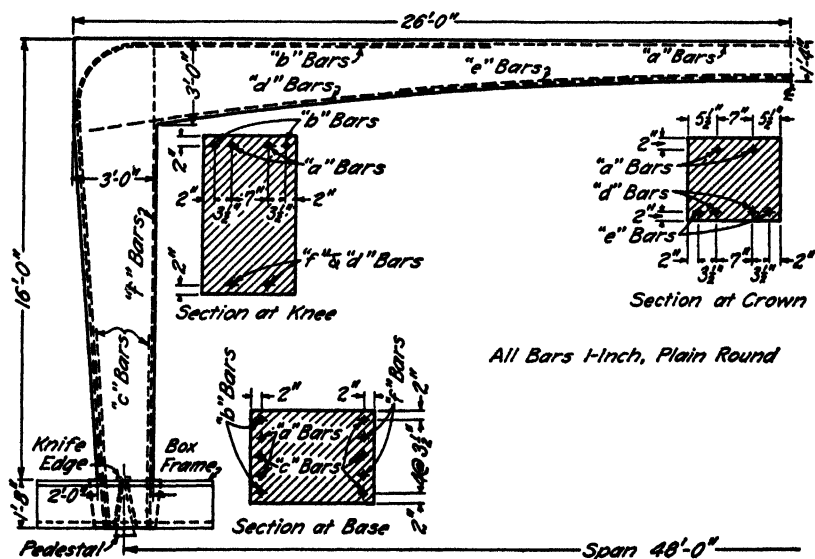 26'-0"
3'-0"
"b" Bars
"a" Bars
1'-4"
"d" Bars
"e" Bars
"b" Bars
5½" 7" 5½"
2"
"a" Bars
2"
"a" Bars
3'-0"
2" 7" 2"
3½" 3½"
"d" Bars
2"
"e" Bars
16'-0"
"f" Bars
2"
"f" & "d" Bars
2" 7" 2"
3½" 3½"
Section at Knee
Section at Crown
"c" Bars
All Bars 1-Inch, Plain Round
"b" Bars
2" 2"
"f" Bars
2"
"a" Bars
"c" Bars
4@3½"
2"
Knife Edge
Box Frame
1'-8"
2'-0"
Section at Base
Pedestal
Span 48'-0"